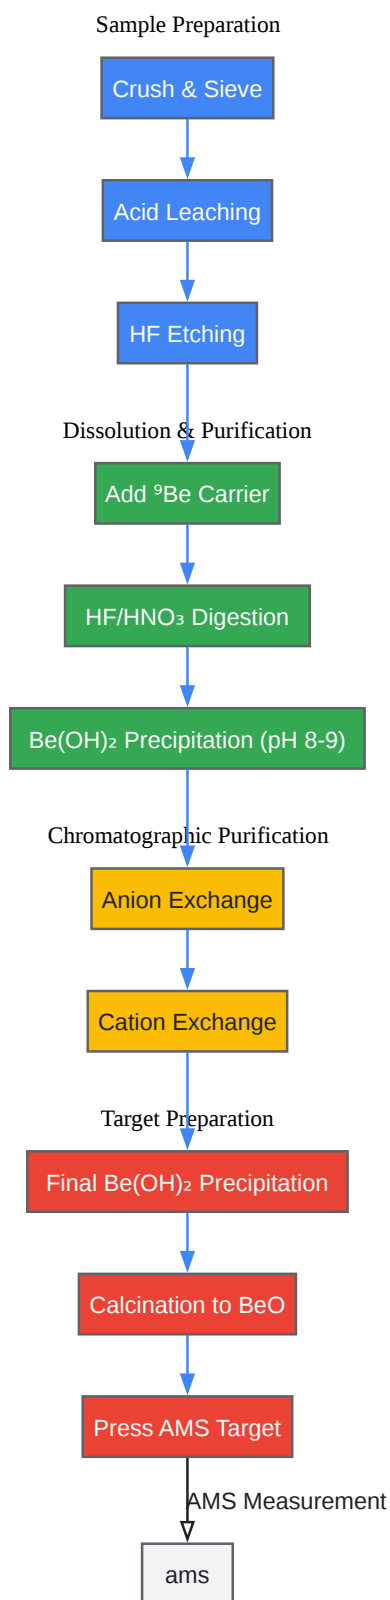 Sample Preparation
Crush & Sieve
Acid Leaching
HF Etching
Dissolution & Purification
Add ⁹Be Carrier
HF/HNO₃ Digestion
Be(OH)₂ Precipitation (pH 8-9)
Chromatographic Purification
Anion Exchange
Cation Exchange
Target Preparation
Final Be(OH)₂ Precipitation
Calcination to BeO
Press AMS Target
AMS Measurement
ams